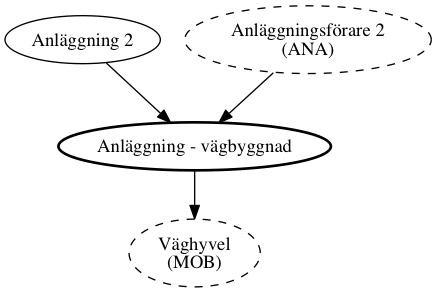 Anläggning 2
Anläggningsförare 2
(ANA)
Anläggning - vägbyggnad
Väghyvel
(MOB)